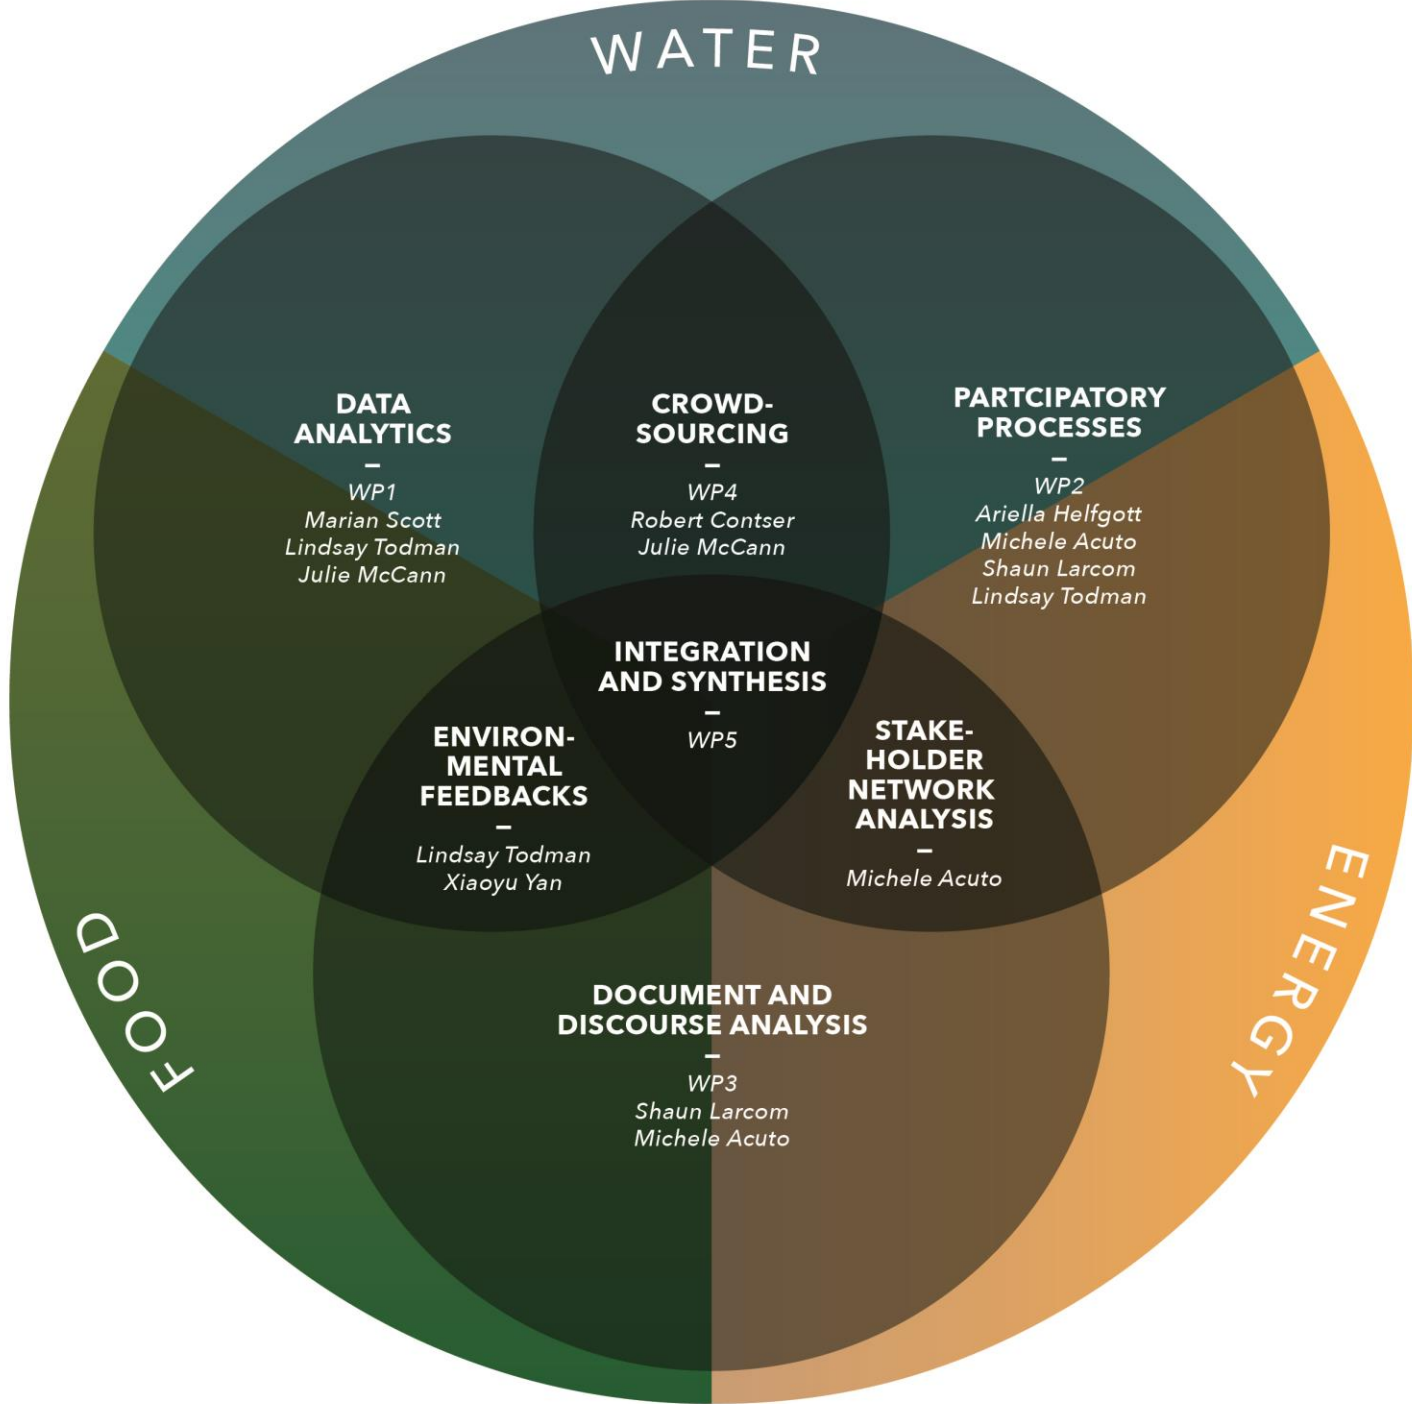 WATER
DATA
ANALYTICS
–
WP1
Marian Scott
Lindsay Todman
Julie McCann
CROWD-
SOURCING
–
WP4
Robert Contser
Julie McCann
PARTCIPATORY
PROCESSES
–
WP2
Ariella Helfgott
Michele Acuto
Shaun Larcom
Lindsay Todman
INTEGRATION
AND SYNTHESIS
–
WP5
ENVIRON-
MENTAL
FEEDBACKS
–
Lindsay Todman
Xiaoyu Yan
STAKE-
HOLDER
NETWORK
ANALYSIS
–
Michele Acuto
FOOD
ENERGY
DOCUMENT AND
DISCOURSE ANALYSIS
–
WP3
Shaun Larcom
Michele Acuto